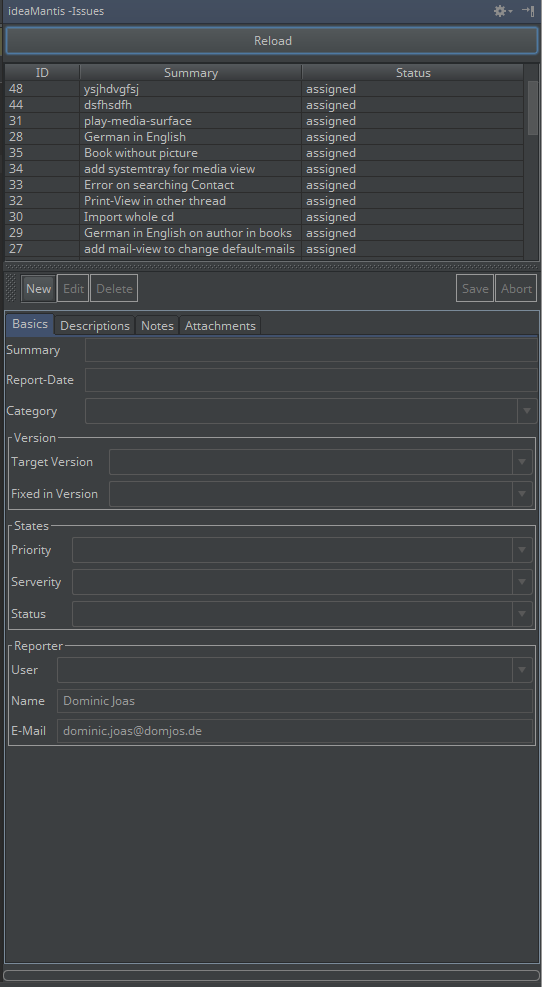 ideaMantis -Issues
Reload
ID Summary Status
48 ysjhdvgfsj assigned
44 dsfhsdfh assigned
31 play-media-surface assigned
28 German in English assigned
35 Book without picture assigned
34 add systemtray for media view assigned
33 Error on searching Contact assigned
32 Print-View in other thread assigned
30 Import whole cd assigned
29 German in English on author in books assigned
27 add mail-view to change default-mails assigned
New Edit Delete Save Abort
Basics Descriptions Notes Attachments
Summary
Report-Date
Category
Version
Target Version
Fixed in Version
States
Priority
Serverity
Status
Reporter
User
Name Dominic Joas
E-Mail dominic.joas@domjos.de